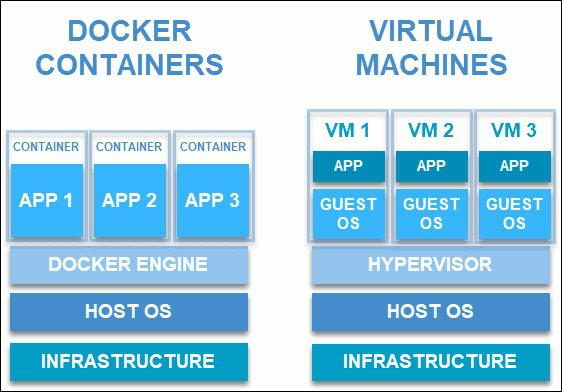 DOCKER
CONTAINERS
CONTAINER
CONTAINER
CONTAINER
APP 1
APP 2
APP 3
DOCKER ENGINE
HOST OS
INFRASTRUCTURE
VIRTUAL
MACHINES
VM 1
VM 2
VM 3
APP
APP
APP
GUEST
OS
GUEST
OS
GUEST
OS
HYPERVISOR
HOST OS
INFRASTRUCTURE